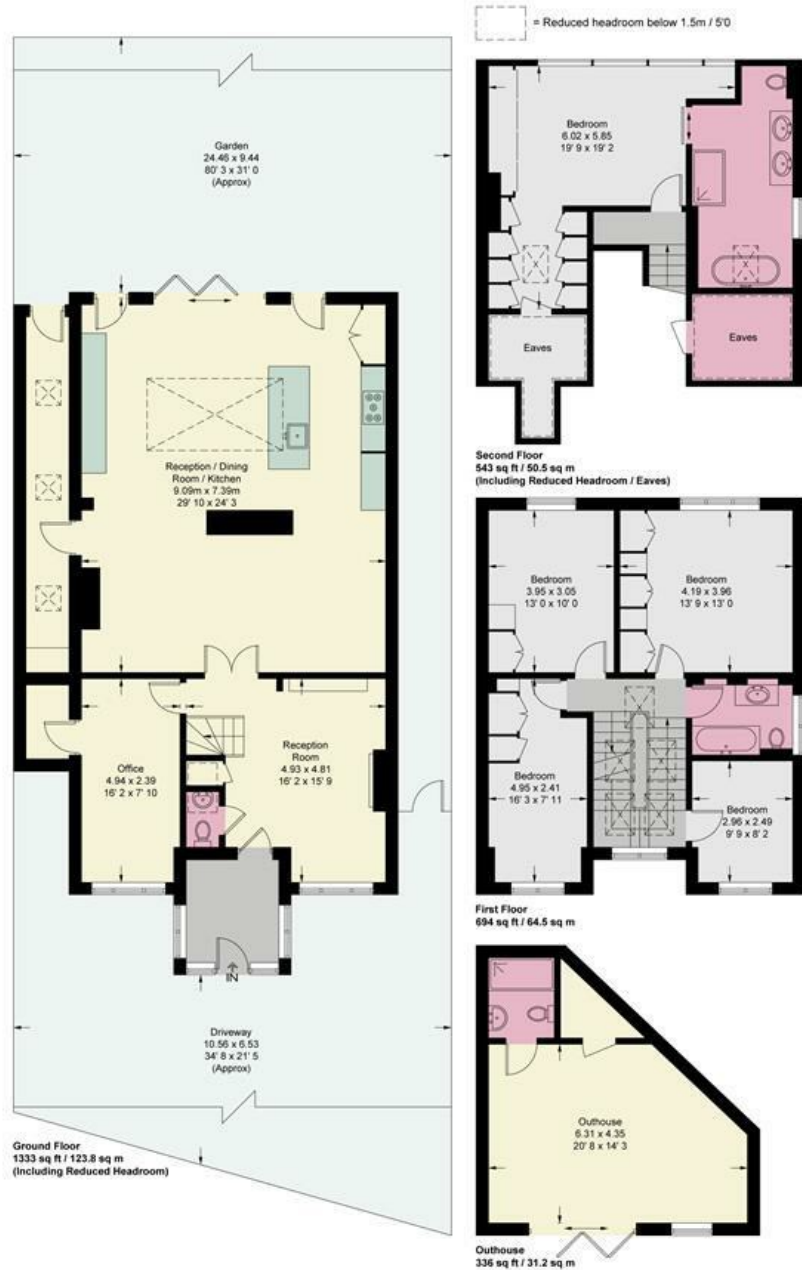 = Reduced headroom below 1.5m / 5'0
Garden
24.46 x 9.44
80' 3 x 31' 0
(Approx)
Reception / Dining
Room / Kitchen
9.09m x 7.39m
29' 10 x 24' 3
Office
4.94 x 2.39
16' 2 x 7' 10
Reception
Room
4.93 x 4.81
16' 2 x 15' 9
IN
Driveway
10.56 x 6.53
34' 8 x 21' 5
(Approx)
Ground Floor
1333 sq ft / 123.8 sq m
(Including Reduced Headroom)
Bedroom
6.02 x 5.85
19' 9 x 19' 2
Eaves
Eaves
Second Floor
543 sq ft / 50.5 sq m
(Including Reduced Headroom / Eaves)
Bedroom
3.95 x 3.05
13' 0 x 10' 0
Bedroom
4.19 x 3.96
13' 9 x 13' 0
Bedroom
4.95 x 2.41
16' 3 x 7' 11
Bedroom
2.96 x 2.49
9' 9 x 8' 2
First Floor
694 sq ft / 64.5 sq m
Outhouse
6.31 x 4.35
20' 8 x 14' 3
Outhouse
336 sq ft / 31.2 sq m